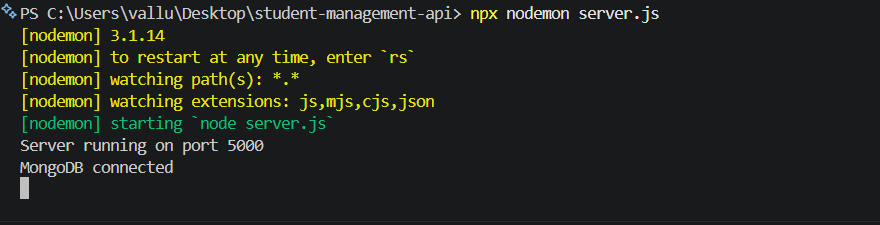 PS C:\Users\vallu\Desktop\student-management-api> npx nodemon server.js
[nodemon] 3.1.14
[nodemon] to restart at any time, enter `rs`
[nodemon] watching path(s): *.*
[nodemon] watching extensions: js,mjs,cjs,json
[nodemon] starting `node server.js`
Server running on port 5000
MongoDB connected